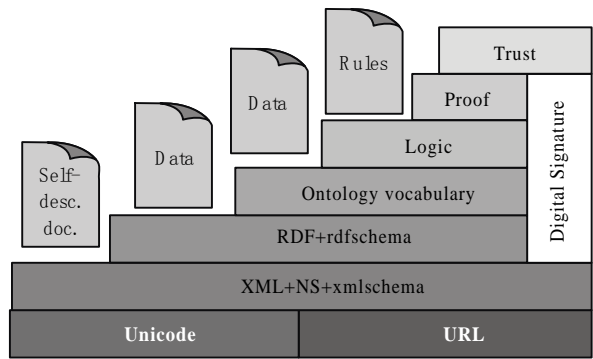 Rules
Trust
Data
Proof
Data
Logic
Self-
desc.
doc.
Ontology vocabulary
Digital Signature
RDF+rdfschema
XML+NS+xmlschema
Unicode
URL